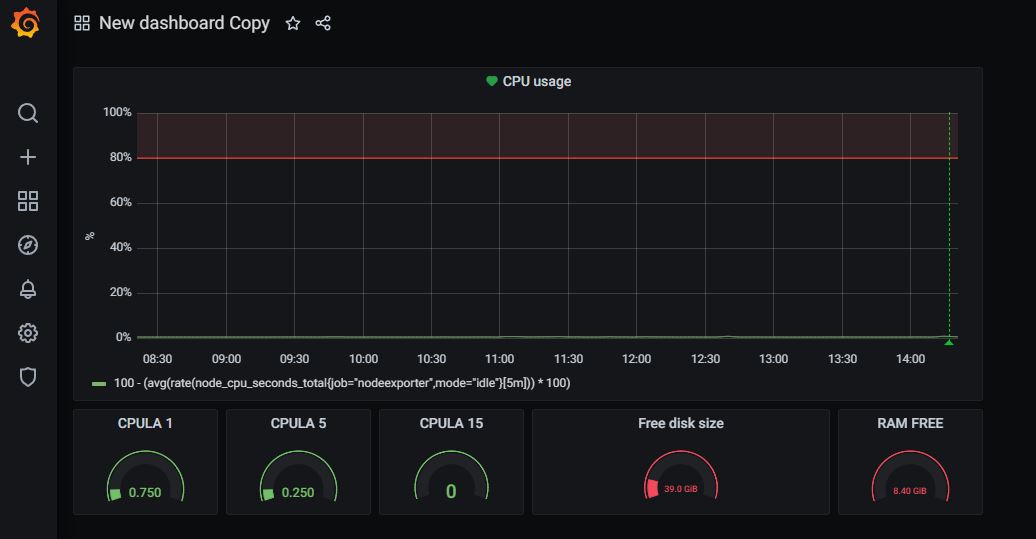 New dashboard Copy
CPU usage
100%
80%
60%
40%
20%
0%
%
08:30 09:00 09:30 10:00 10:30 11:00 11:30 12:00 12:30 13:00 13:30 14:00
100 - (avg(rate(node_cpu_seconds_total{job="nodeexporter",mode="idle"}[5m])) * 100)
CPULA 1 CPULA 5 CPULA 15 Free disk size RAM FREE
0.750 0.250 0 39.0 GiB 8.40 GiB